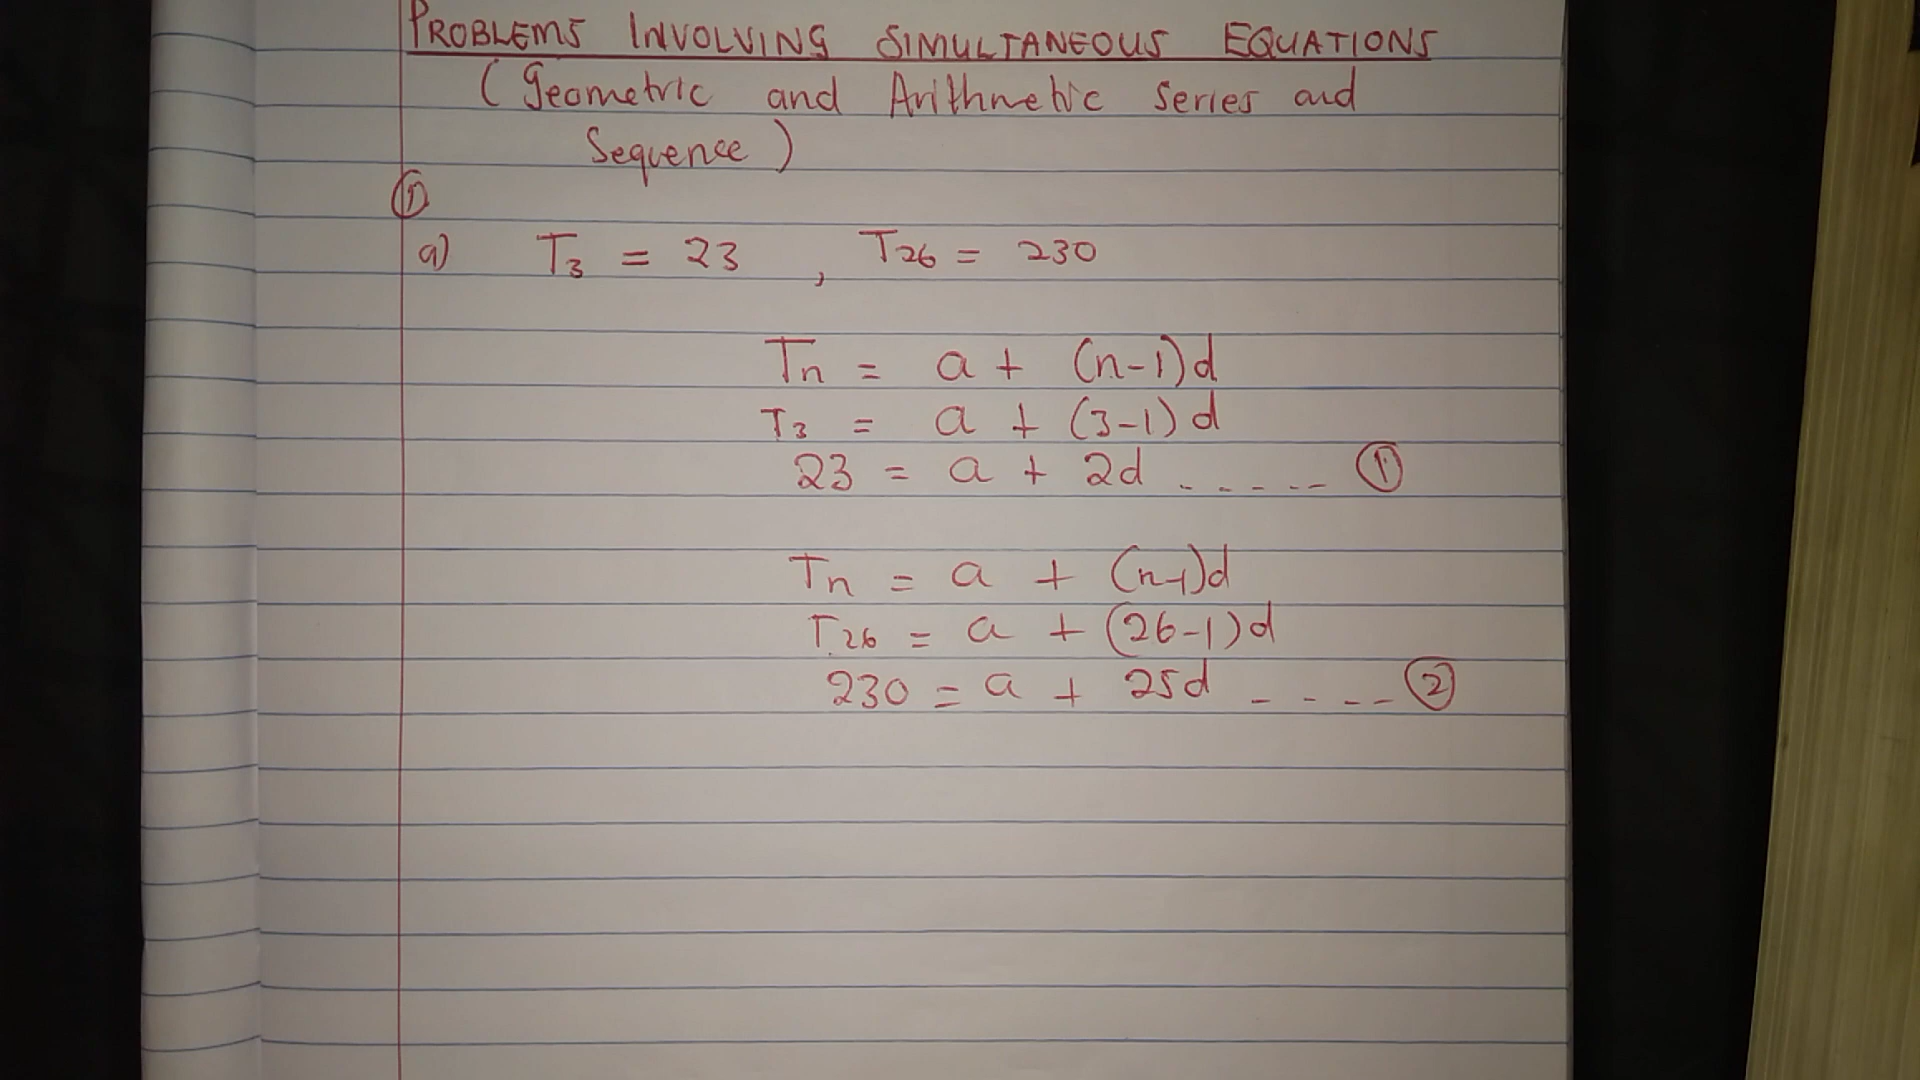 PROBLEMS INVOLVING SIMULTANEOUS EQUATIONS
(Geometric and Arithmetic series and
Sequence)
①
a) T₃ = 23 , T₂₆ = 230
Tn = a + (n-1)d
T₃ = a + (3-1)d
23 = a + 2d ----- ①
Tn = a + (n-1)d
T₂₆ = a + (26-1)d
230 = a + 25d ---- ②